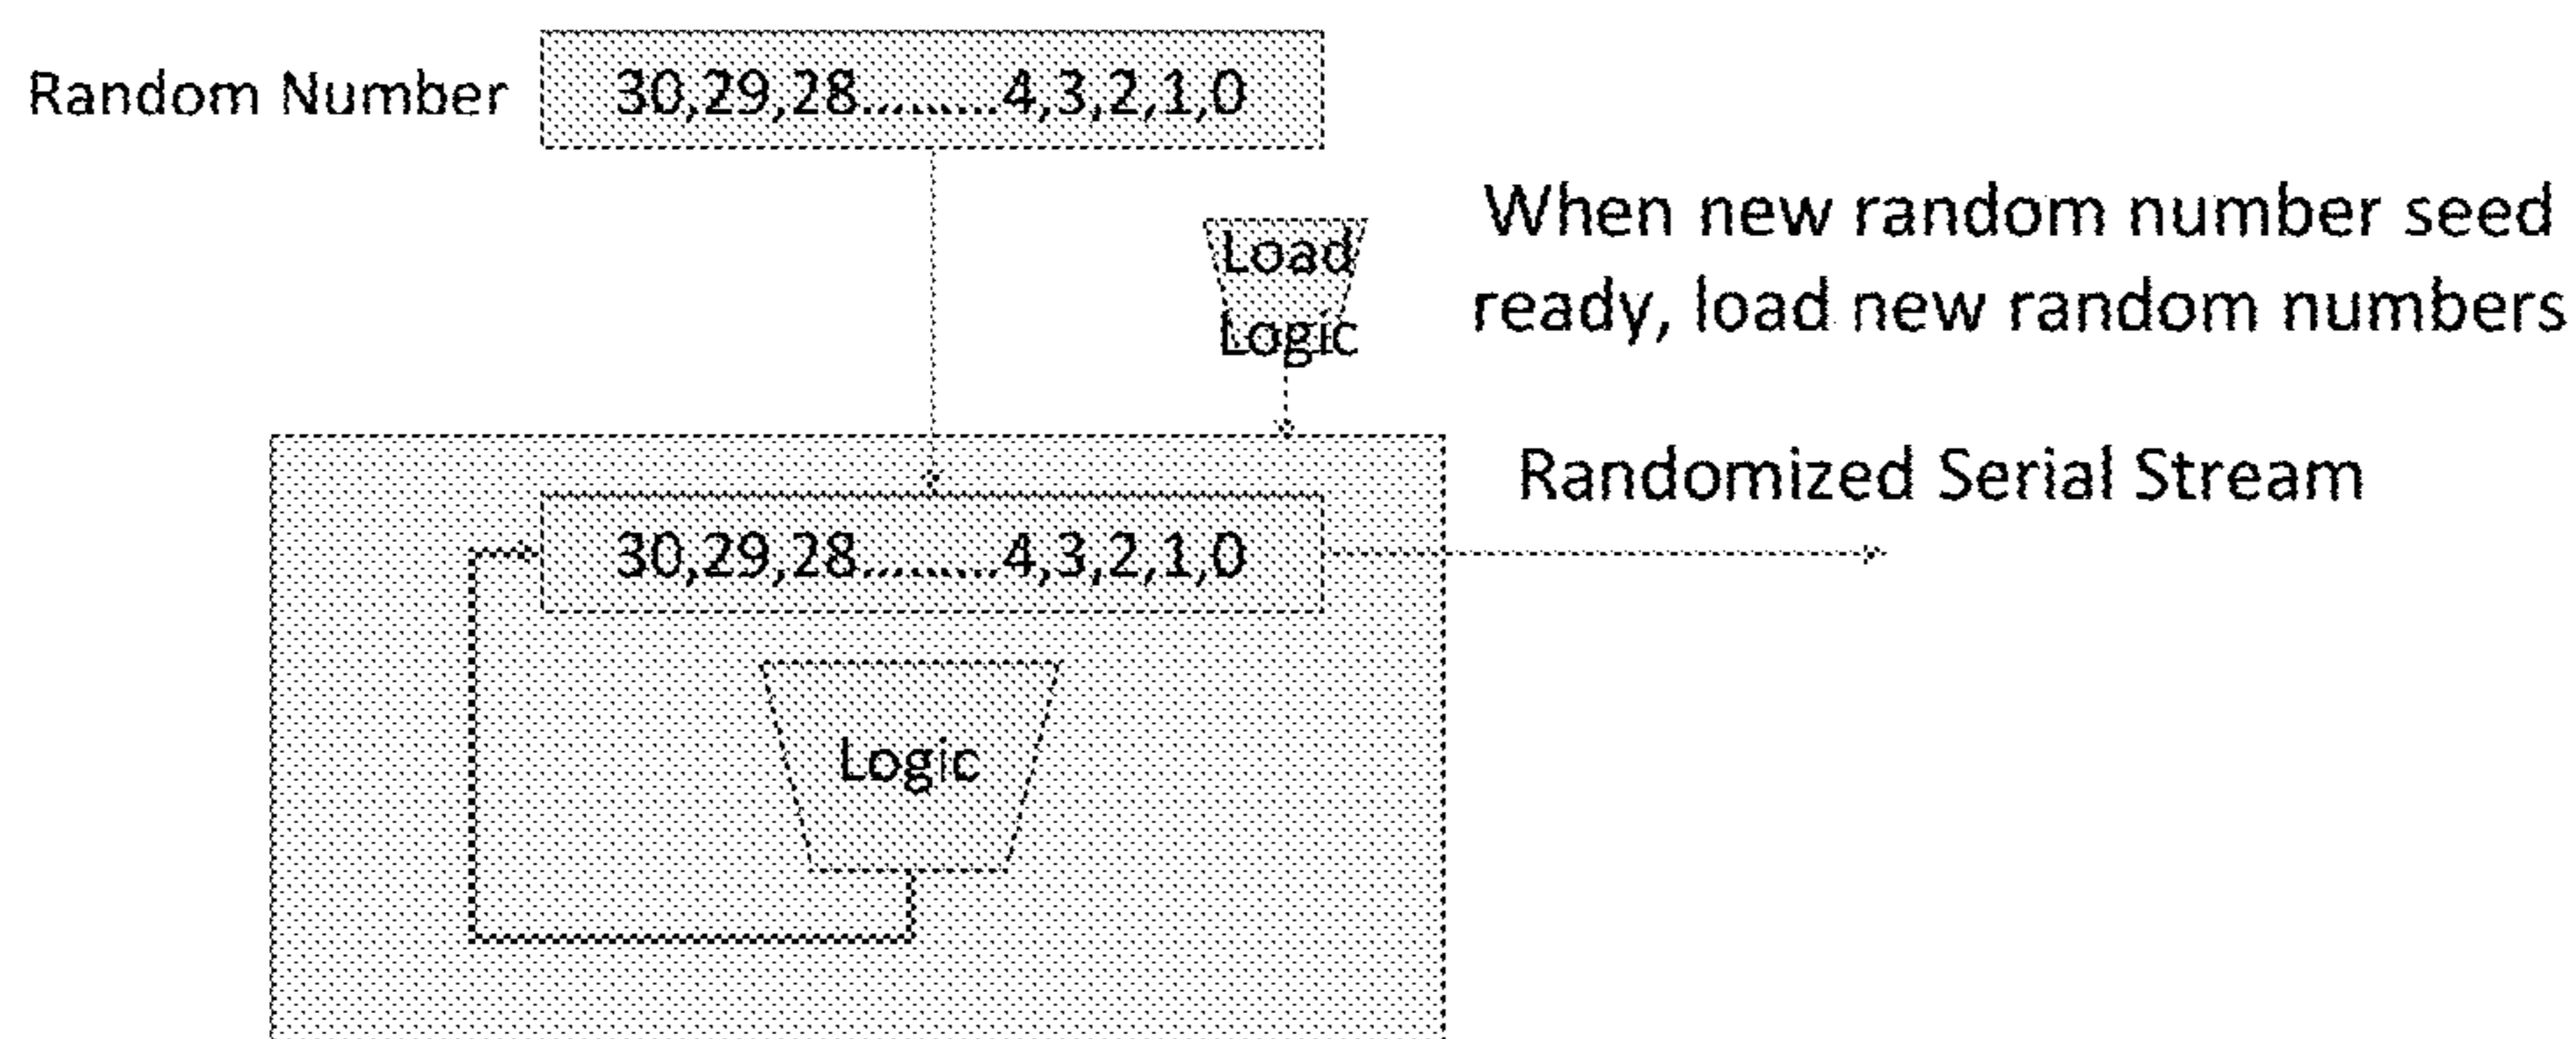 Random Number
30,29,28.........4,3,2,1,0
Load
Logic
When new random number seed
ready, load new random numbers
Randomized Serial Stream
30,29,28.........4,3,2,1,0
Logic